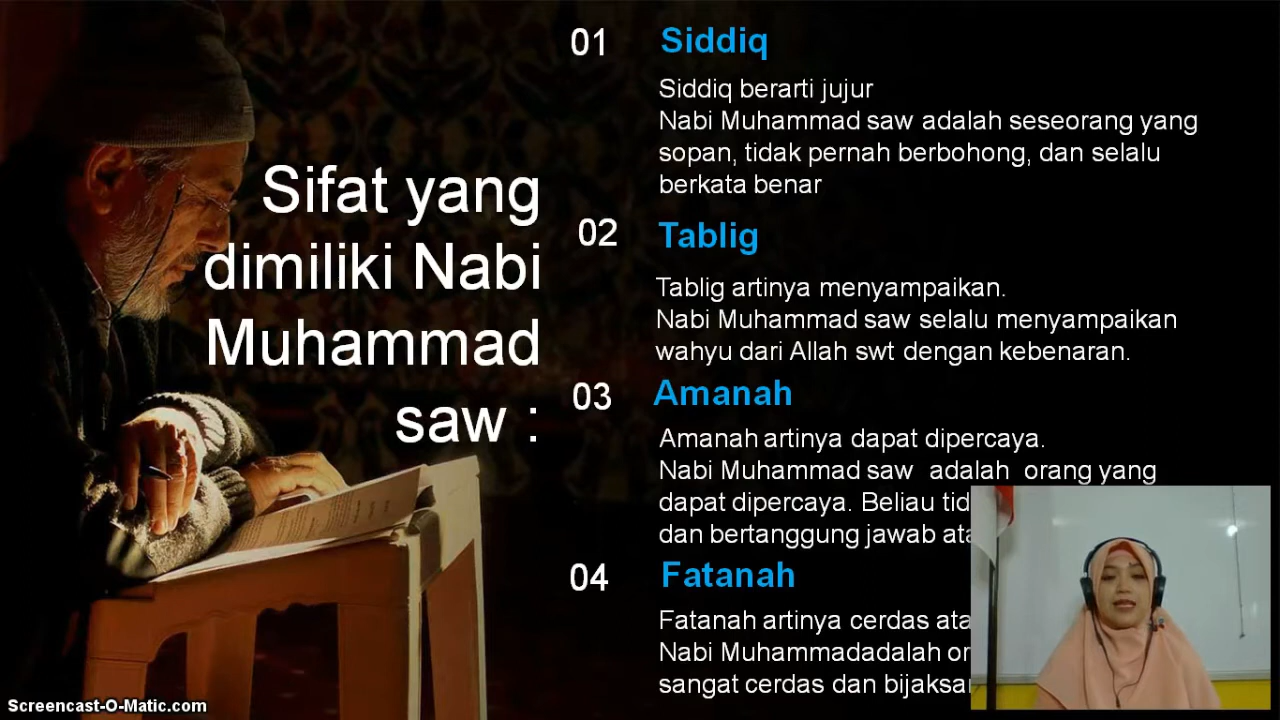 Sifat yang
dimiliki Nabi
Muhammad
saw :
01
Siddiq
Siddiq berarti jujur
Nabi Muhammad saw adalah seseorang yang
sopan, tidak pernah berbohong, dan selalu
berkata benar
02
Tablig
Tablig artinya menyampaikan.
Nabi Muhammad saw selalu menyampaikan
wahyu dari Allah swt dengan kebenaran.
03
Amanah
Amanah artinya dapat dipercaya.
Nabi Muhammad saw adalah orang yang
dapat dipercaya. Beliau
dan bertanggung jawab
04
Fatanah
Fatanah artinya cerdas
Nabi Muhammadadalah
sangat cerdas dan
Screencast-O-Matic.com